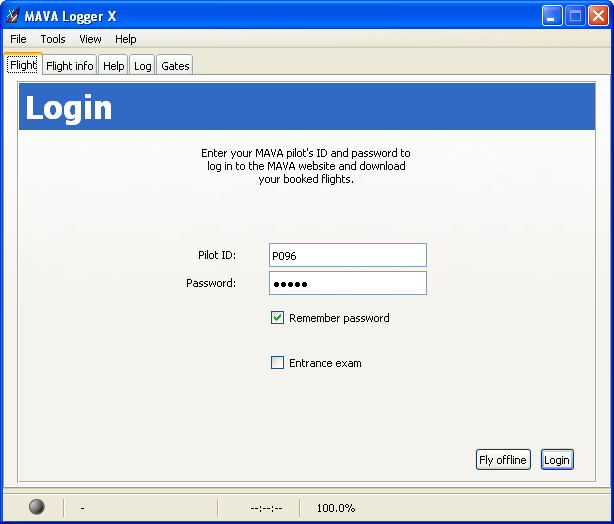 MAVA Logger X
File Tools View Help
Flight Flight info Help Log Gates
Login
Enter your MAVA pilot's ID and password to
log in to the MAVA website and download
your booked flights.
Pilot ID: P096
Password: •••••
Remember password
Entrance exam
Fly offline Login
- --:--:-- 100.0%